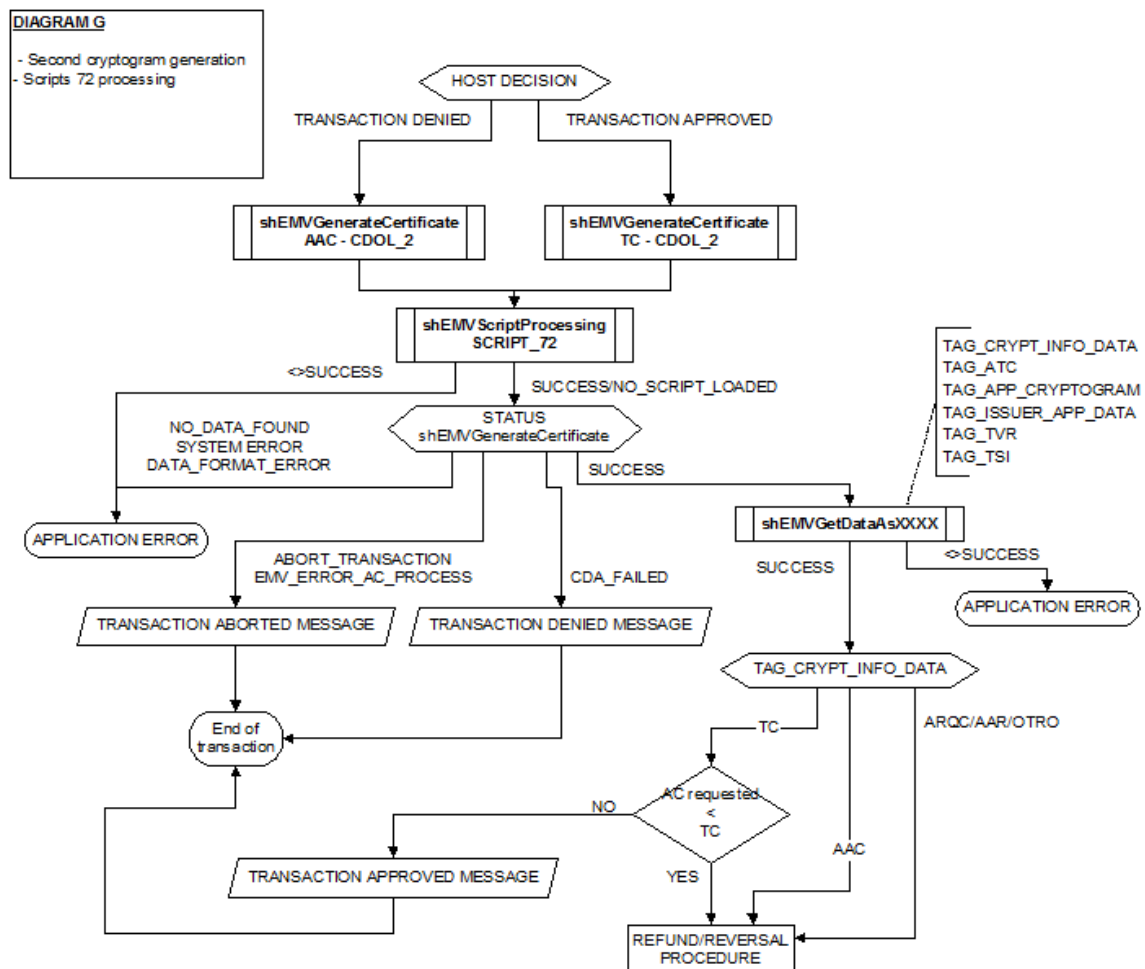 DIAGRAM G
- Second cryptogram generation
- Scripts 72 processing
HOST DECISION
TRANSACTION DENIED
TRANSACTION APPROVED
shEMVGenerateCertificate
AAC - CDOL_2
shEMVGenerateCertificate
TC - CDOL_2
shEMVScriptProcessing
SCRIPT_72
<>SUCCESS
SUCCESS/NO_SCRIPT_LOADED
TAG_CRYPT_INFO_DATA
TAG_ATC
TAG_APP_CRYPTOGRAM
TAG_ISSUER_APP_DATA
TAG_TVR
TAG_TSI
STATUS
shEMVGenerateCertificate
NO_DATA_FOUND
SYSTEM ERROR
DATA_FORMAT_ERROR
SUCCESS
shEMVGetDataAsXXXX
APPLICATION ERROR
ABORT_TRANSACTION
EMV_ERROR_AC_PROCESS
CDA_FAILED
SUCCESS
<>SUCCESS
APPLICATION ERROR
TRANSACTION ABORTED MESSAGE
TRANSACTION DENIED MESSAGE
TAG_CRYPT_INFO_DATA
End of
transaction
TC
ARQC/AAR/OTRO
AC requested
<
TC
NO
AAC
YES
TRANSACTION APPROVED MESSAGE
REFUND/REVERSAL
PROCEDURE